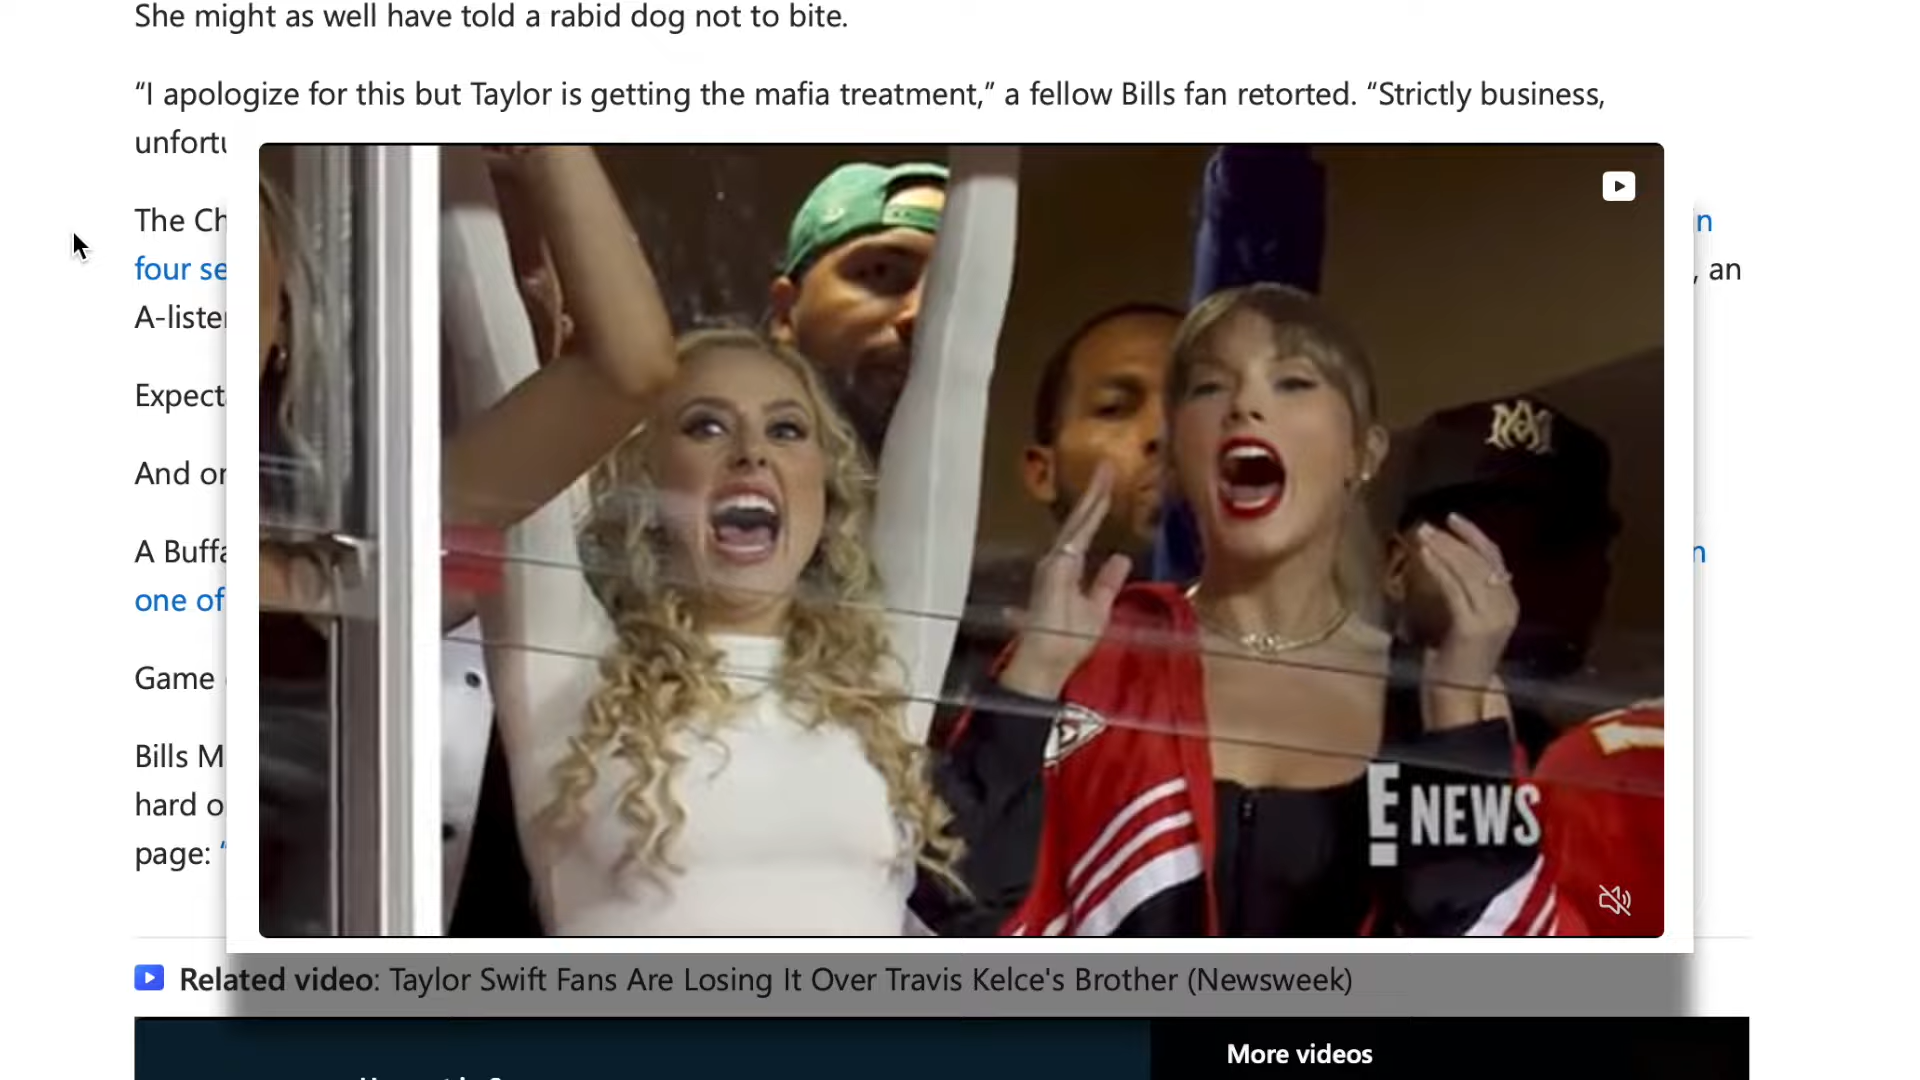 She might as well have told a rabid dog not to bite.
“I apologize for this but Taylor is getting the mafia treatment,” a fellow Bills fan retorted. “Strictly business,
unfortu
The Ch
n
four se
, an
A-lister
Expect
And or
A Buffa
n
one of
Game
Bills M
hard o
page: “
E NEWS
Related video: Taylor Swift Fans Are Losing It Over Travis Kelce's Brother (Newsweek)
More videos